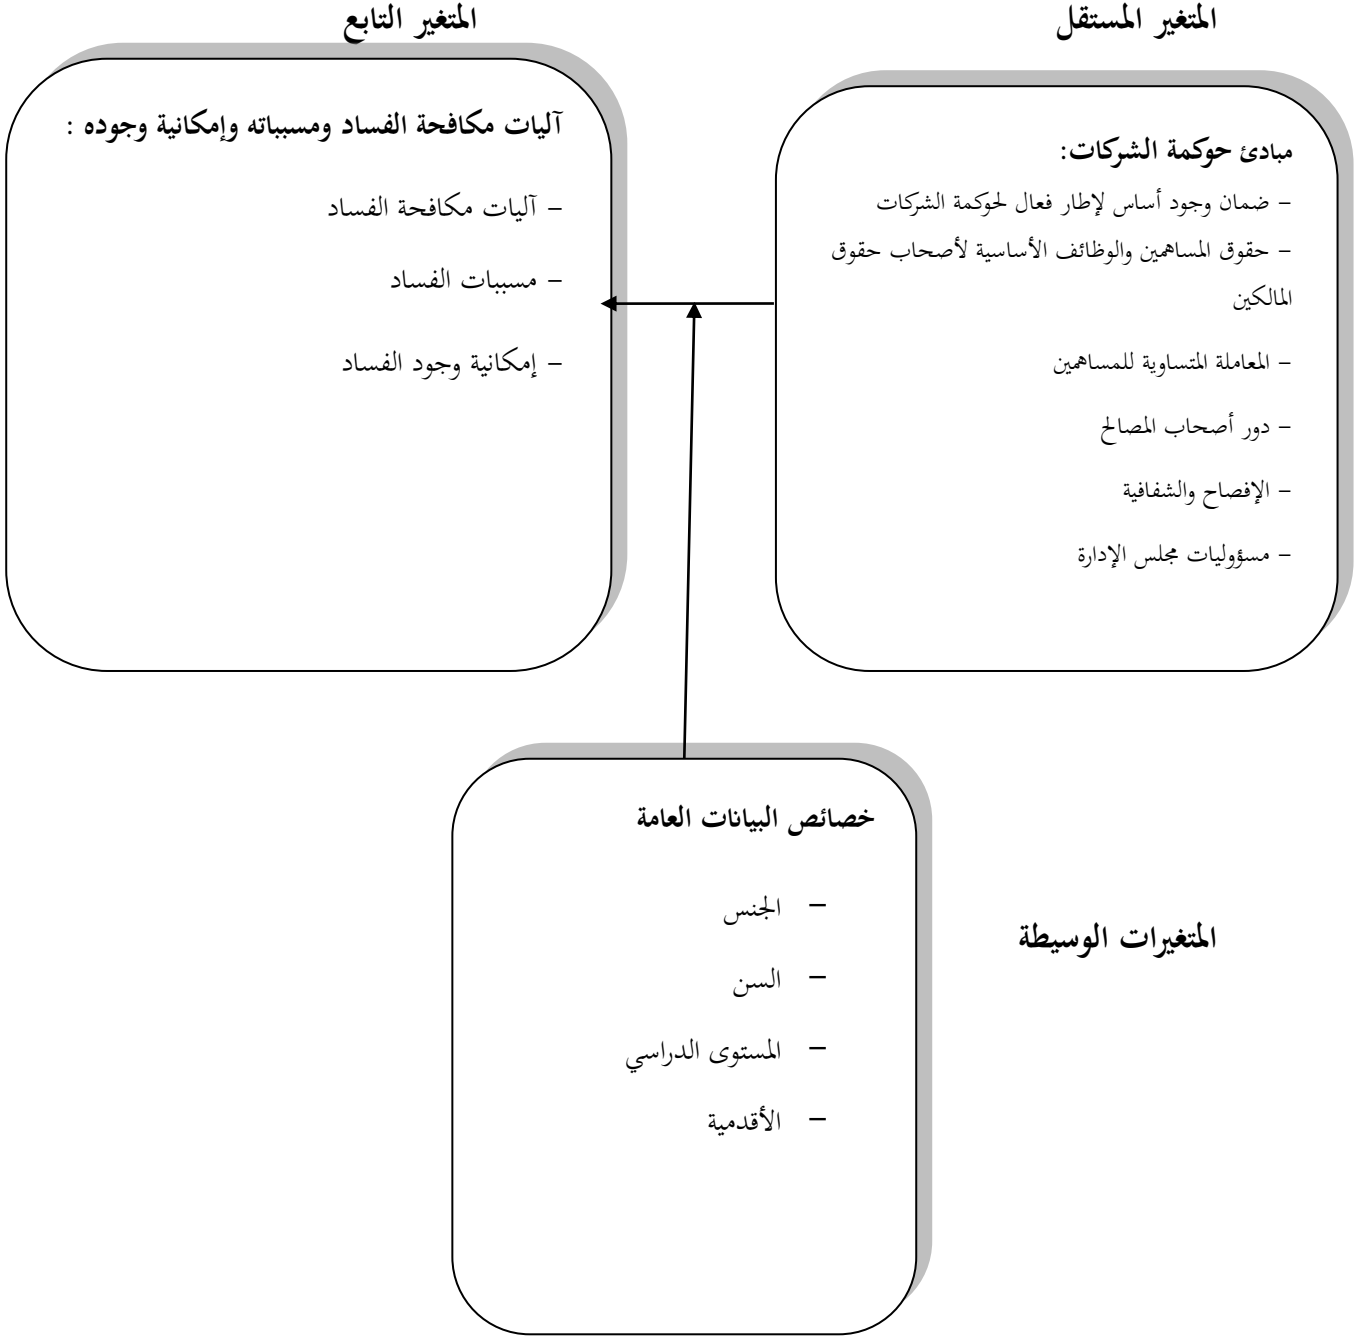 المتغير المستقل
مبادئ حوكمة الشركات:
– ضمان وجود أساس لإطار فعال لحوكمة الشركات
– حقوق المساهمين والوظائف الأساسية لأصحاب حقوق
المالكين
– المعاملة المتساوية للمساهمين
– دور أصحاب المصالح
– الإفصاح والشفافية
– مسؤوليات مجلس الإدارة
المتغير التابع
آليات مكافحة الفساد ومسبباته وإمكانية وجوده :
– آليات مكافحة الفساد
– مسببات الفساد
– إمكانية وجود الفساد
المتغيرات الوسيطة
خصائص البيانات العامة
– الجنس
– السن
– المستوى الدراسي
– الأقدمية